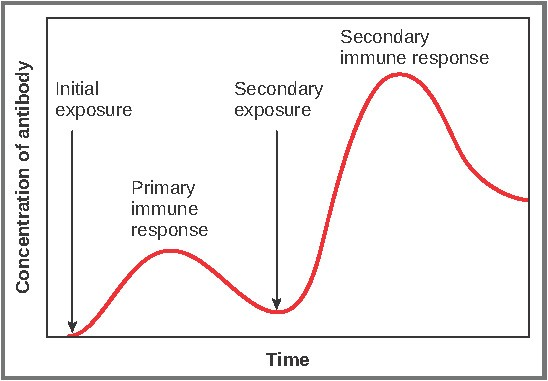 Secondary
immune response
Initial
exposure
Secondary
exposure
Primary
immune
response
Concentration of antibody
Time